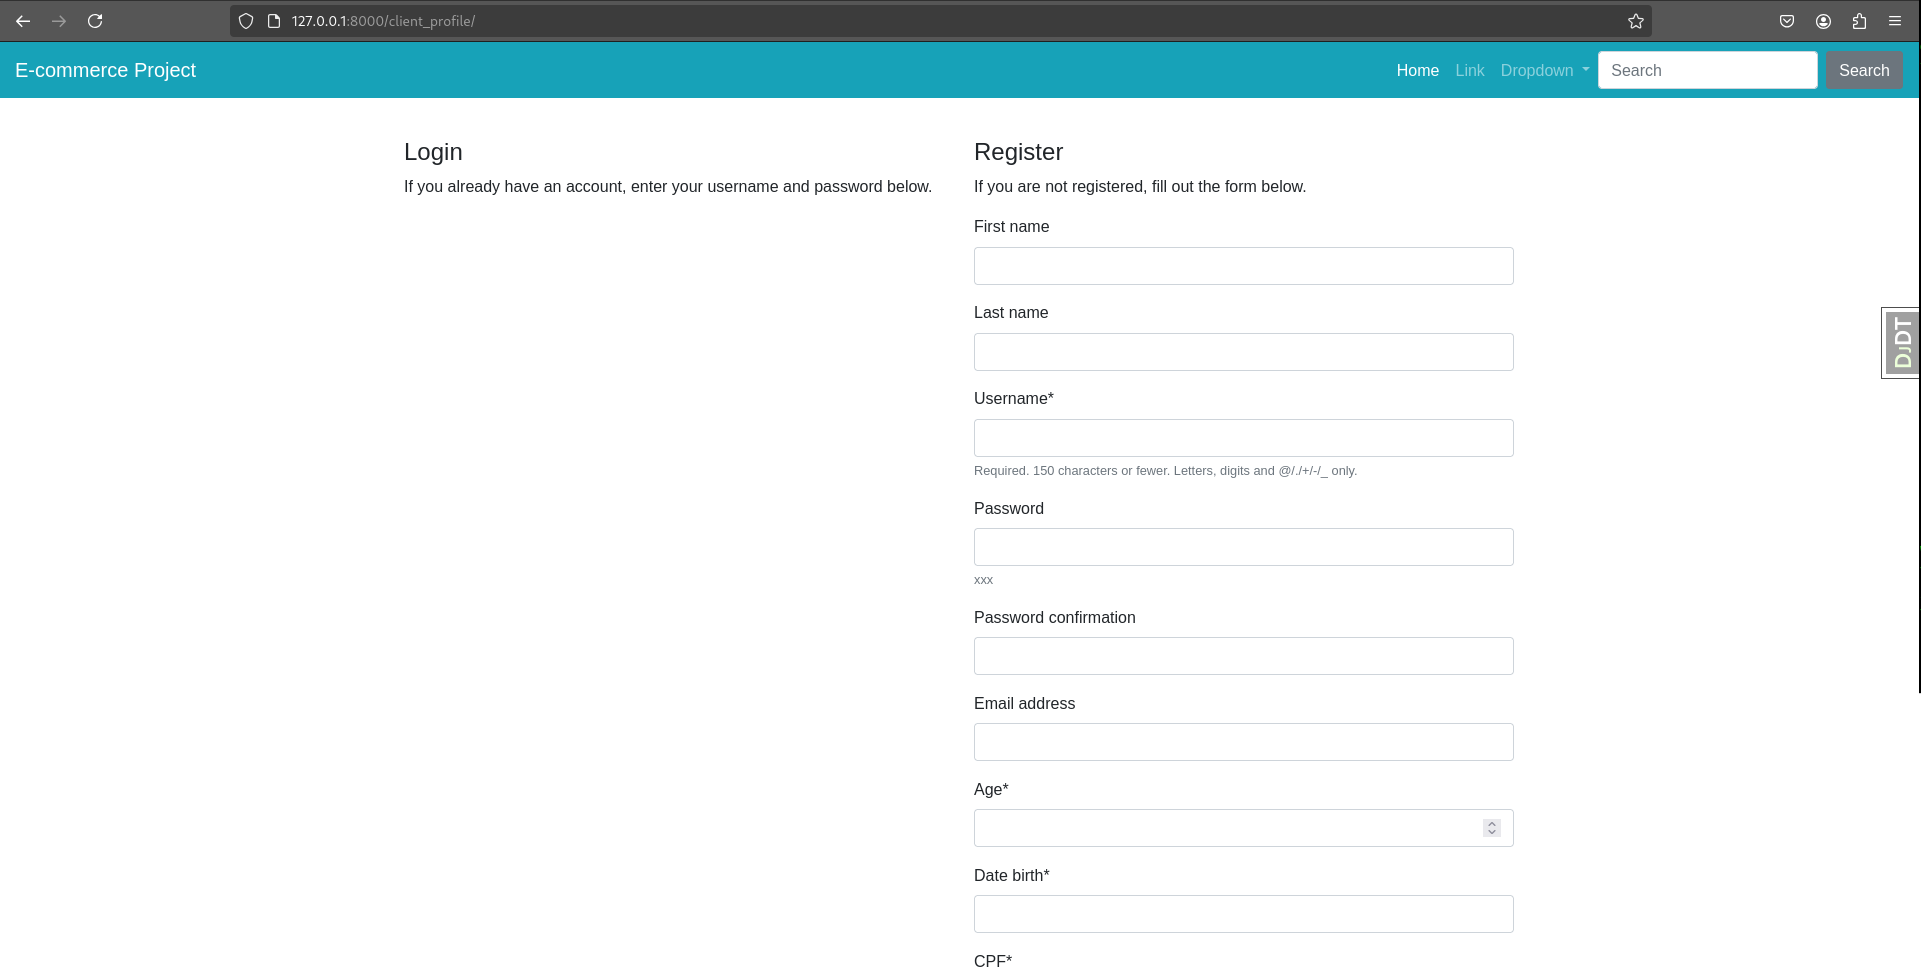 127.0.0.1:8000/client_profile/
E-commerce Project
Home Link Dropdown Search Search
Login
If you already have an account, enter your username and password below.
Register
If you are not registered, fill out the form below.
First name
Last name
Username*
Required. 150 characters or fewer. Letters, digits and @/./+/-/_ only.
Password
xxx
Password confirmation
Email address
Age*
Date birth*
CPF*
DJDT